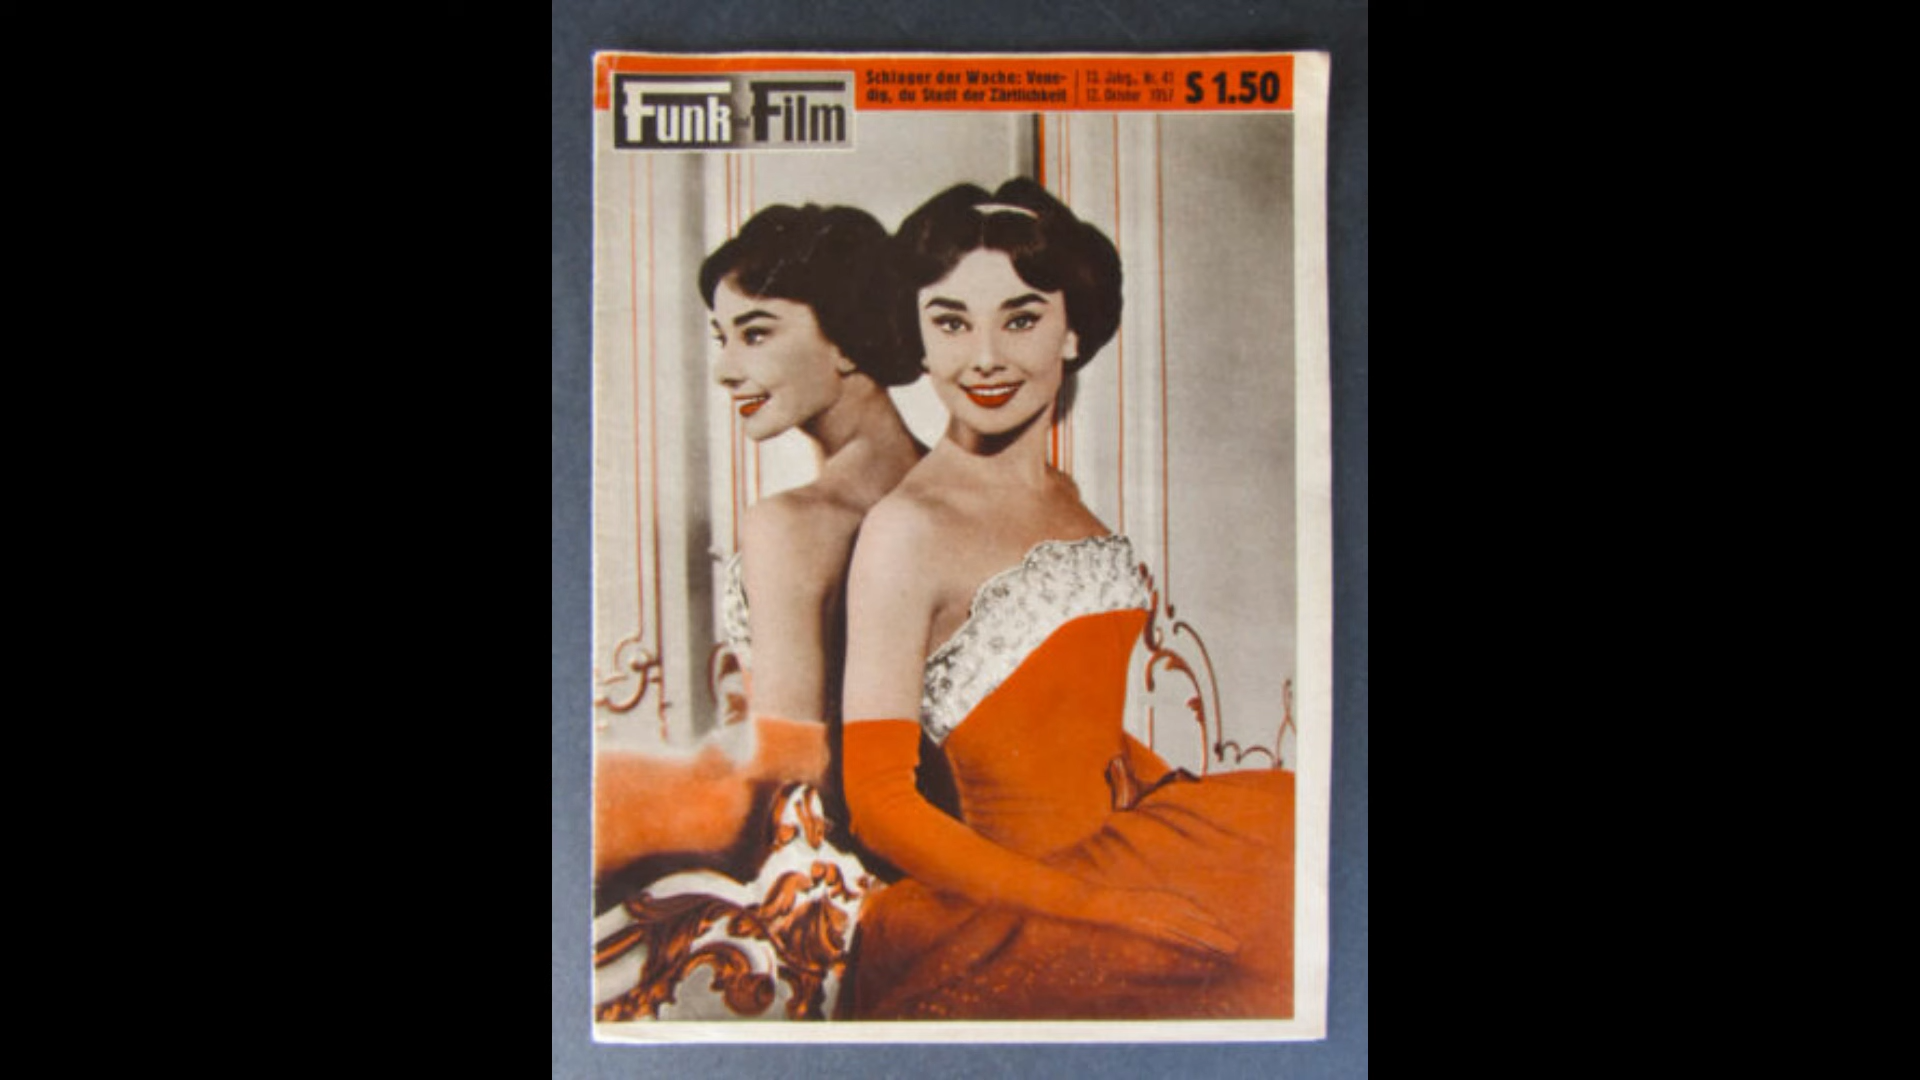 Funk und Film
Schlager der Woche: Vene-
dig, du Stadt der Zärtlichkeit
13. Jahrg., Nr. 41
12. Oktober 1957
S 1.50